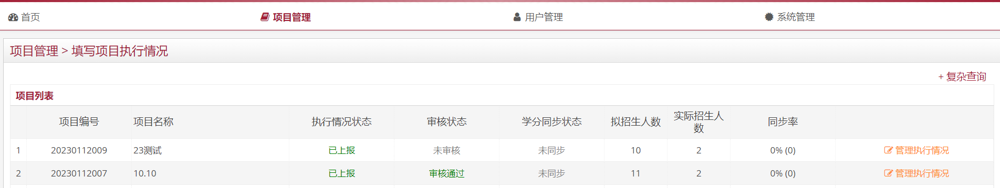 首页 项目管理 用户管理 系统管理
项目管理 > 填写项目执行情况
+ 复杂查询
项目列表
项目编号 项目名称 执行情况状态 审核状态 学分同步状态 拟招生人数 实际招生人数 同步率
1 20230112009 23测试 已上报 未审核 未同步 10 2 0% (0) 管理执行情况
2 20230112007 10.10 已上报 审核通过 未同步 11 2 0% (0) 管理执行情况